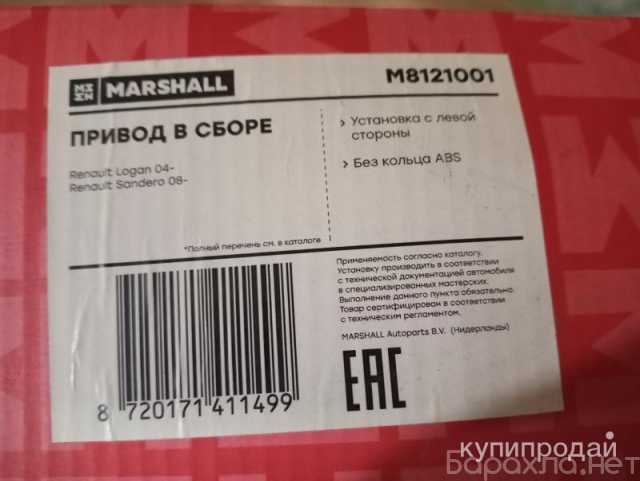 MARSHALL
M8121001
ПРИВОД В СБОРЕ
Renault Logan 04-
Renault Sandero 08-
*Полный перечень см. в каталоге
> Установка с левой
стороны
> Без кольца ABS
Применяемость согласно каталогу.
Установку производить в соответствии
с технической документацией автомобиля
в специализированных мастерских.
Выполнение данного пункта обязательно.
Товар сертифицирован в соответствии
с техническим регламентом.
MARSHALL Autoparts B.V. (Нидерланды)
8 720171 411499
EAC
купипродай
Барахла.нет